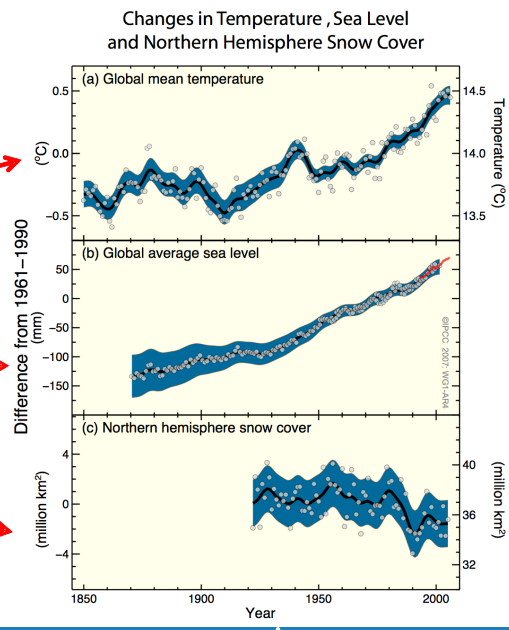 Changes in Temperature , Sea Level
and Northern Hemisphere Snow Cover
(a) Global mean temperature
0.5
0.0
−0.5
(°C)
14.5
14.0
13.5
Temperature (°C)
(b) Global average sea level
50
0
−50
−100
−150
Difference from 1961–1990
(mm)
©IPCC 2007: WG1-AR4
(c) Northern hemisphere snow cover
4
0
−4
(million km²)
40
36
32
(million km²)
1850
1900
1950
2000
Year